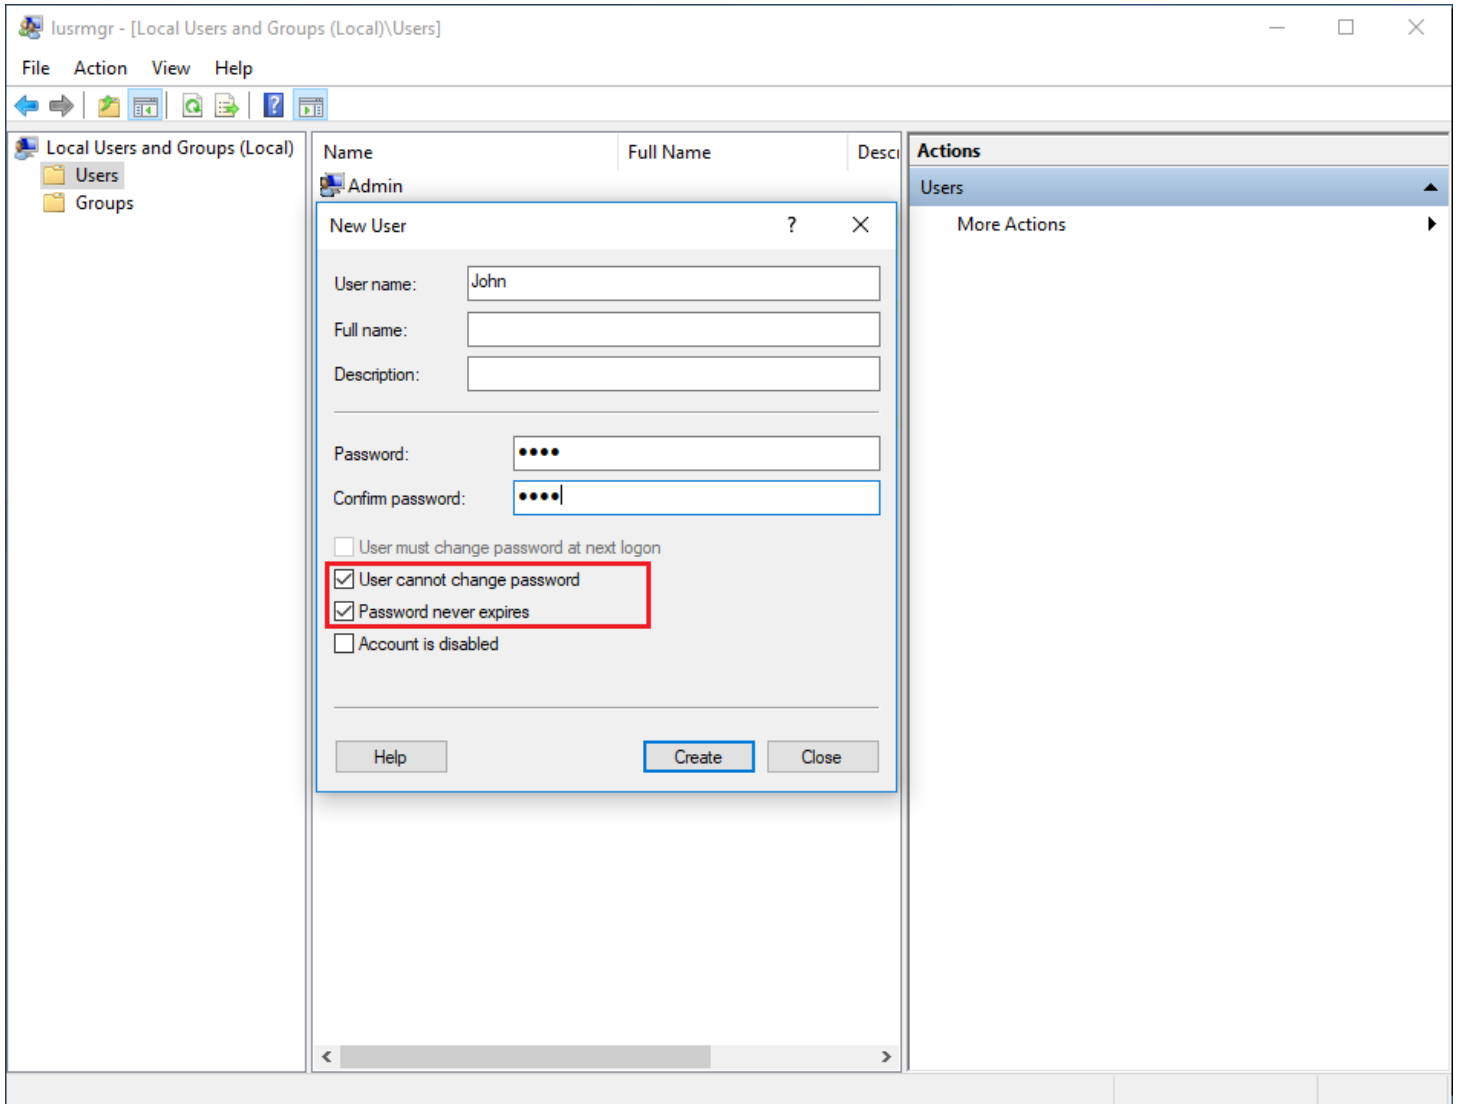 lusrmgr - [Local Users and Groups (Local)\Users]
File Action View Help
Local Users and Groups (Local)
Users
Groups
Name Full Name Descr
Admin
New User
User name: John
Full name:
Description:
Password: ••••
Confirm password: ••••
User must change password at next logon
User cannot change password
Password never expires
Account is disabled
Help Create Close
Actions
Users
More Actions